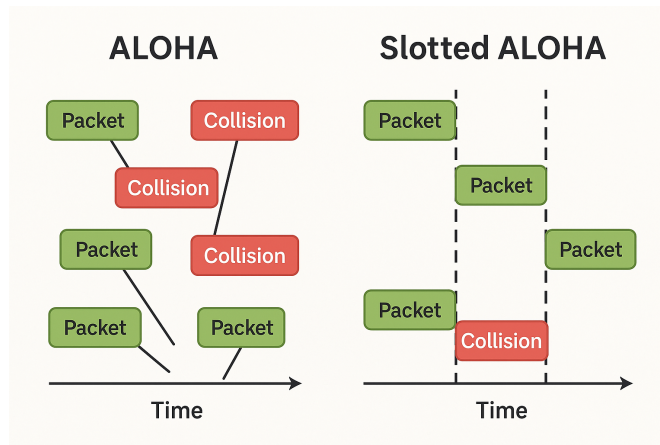 ALOHA
Packet
Collision
Collision
Packet
Collision
Packet
Packet
Time
Slotted ALOHA
Packet
Packet
Packet
Packet
Collision
Time